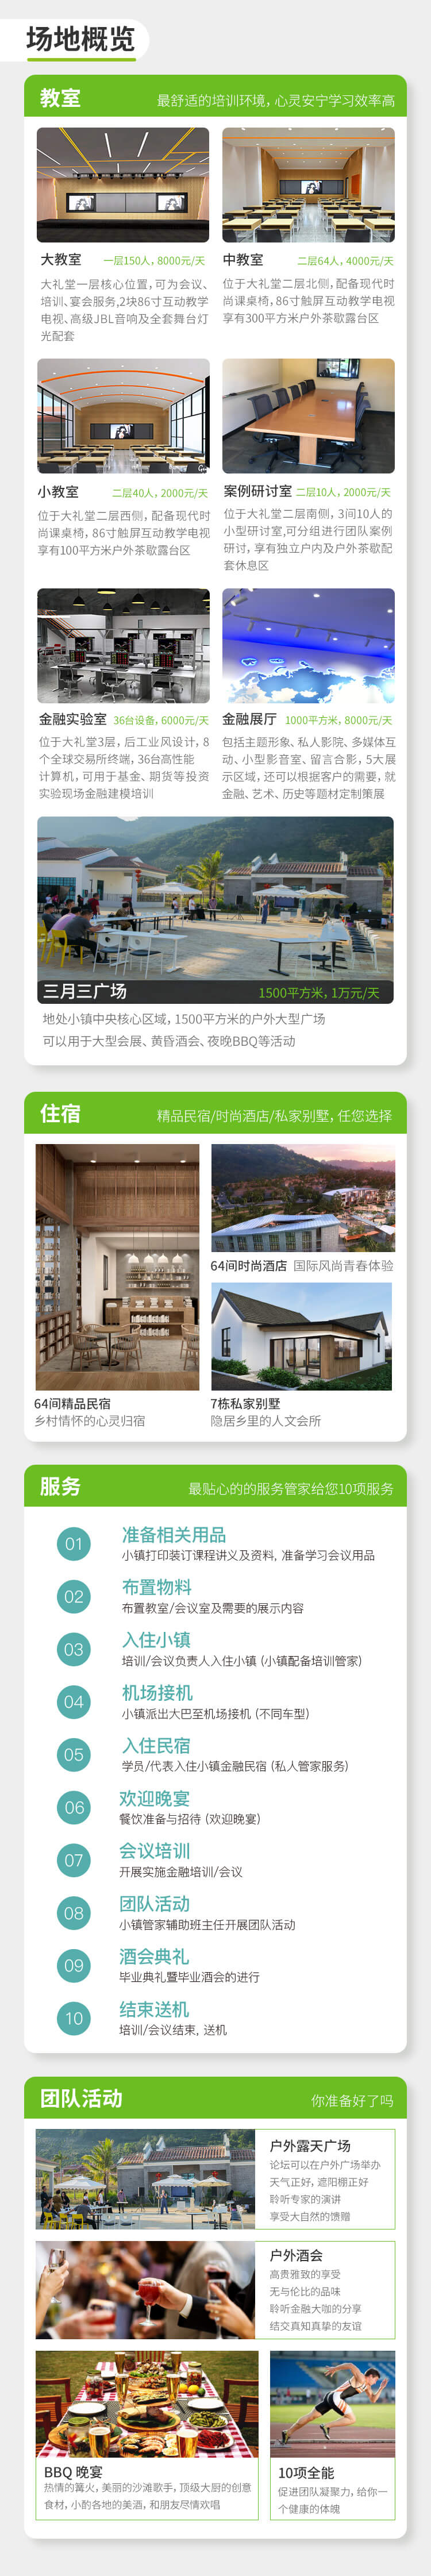 场地概览
教室
最舒适的培训环境，心灵安宁学习效率高
大教室
一层150人，8000元/天
大礼堂一层核心位置，可为会议、
培训、宴会服务,2块86寸互动教学
电视、高级JBL音响及全套舞台灯
光配套
中教室
二层64人，4000元/天
位于大礼堂二层北侧，配备现代时
尚课桌椅，86寸触屏互动教学电视
享有300平方米户外茶歇露台区
小教室
二层40人，2000元/天
位于大礼堂二层西侧，配备现代时
尚课桌椅，86寸触屏互动教学电视
享有100平方米户外茶歇露台区
案例研讨室
二层10人，2000元/天
位于大礼堂二层南侧，3间10人的
小型研讨室,可分组进行团队案例
研讨，享有独立户内及户外茶歇配
套休息区
金融实验室
36台设备，6000元/天
位于大礼堂3层，后工业风设计，8
个全球交易所终端，36台高性能
计算机，可用于基金、期货等投资
实验现场金融建模培训
金融展厅
1000平方米，8000元/天
包括主题形象、私人影院、多媒体互
动、小型影音室、留言合影，5大展
示区域，还可以根据客户的需要，就
金融、艺术、历史等题材定制策展
三月三广场
1500平方米，1万元/天
地处小镇中央核心区域，1500平方米的户外大型广场
可以用于大型会展、黄昏酒会、夜晚BBQ等活动
住宿
精品民宿/时尚酒店/私家别墅，任您选择
64间时尚酒店 国际风尚青春体验
64间精品民宿
乡村情怀的心灵归宿
7栋私家别墅
隐居乡里的人文会所
服务
最贴心的的服务管家给您10项服务
01
准备相关用品
小镇打印装订课程讲义及资料，准备学习会议用品
02
布置物料
布置教室/会议室及需要的展示内容
03
入住小镇
培训/会议负责人入住小镇 (小镇配备培训管家)
04
机场接机
小镇派出大巴至机场接机 (不同车型)
05
入住民宿
学员/代表入住小镇金融民宿 (私人管家服务)
06
欢迎晚宴
餐饮准备与招待 (欢迎晚宴)
07
会议培训
开展实施金融培训/会议
08
团队活动
小镇管家辅助班主任开展团队活动
09
酒会典礼
毕业典礼暨毕业酒会的进行
10
结束送机
培训/会议结束，送机
团队活动
你准备好了吗
户外露天广场
论坛可以在户外广场举办
天气正好，遮阳棚正好
聆听专家的演讲
享受大自然的馈赠
户外酒会
高贵雅致的享受
无与伦比的品味
聆听金融大咖的分享
结交真知真挚的友谊
BBQ 晚宴
热情的篝火，美丽的沙滩歌手，顶级大厨的创意
食材，小酌各地的美酒，和朋友尽情欢唱
10项全能
促进团队凝聚力，给你一
个健康的体魄